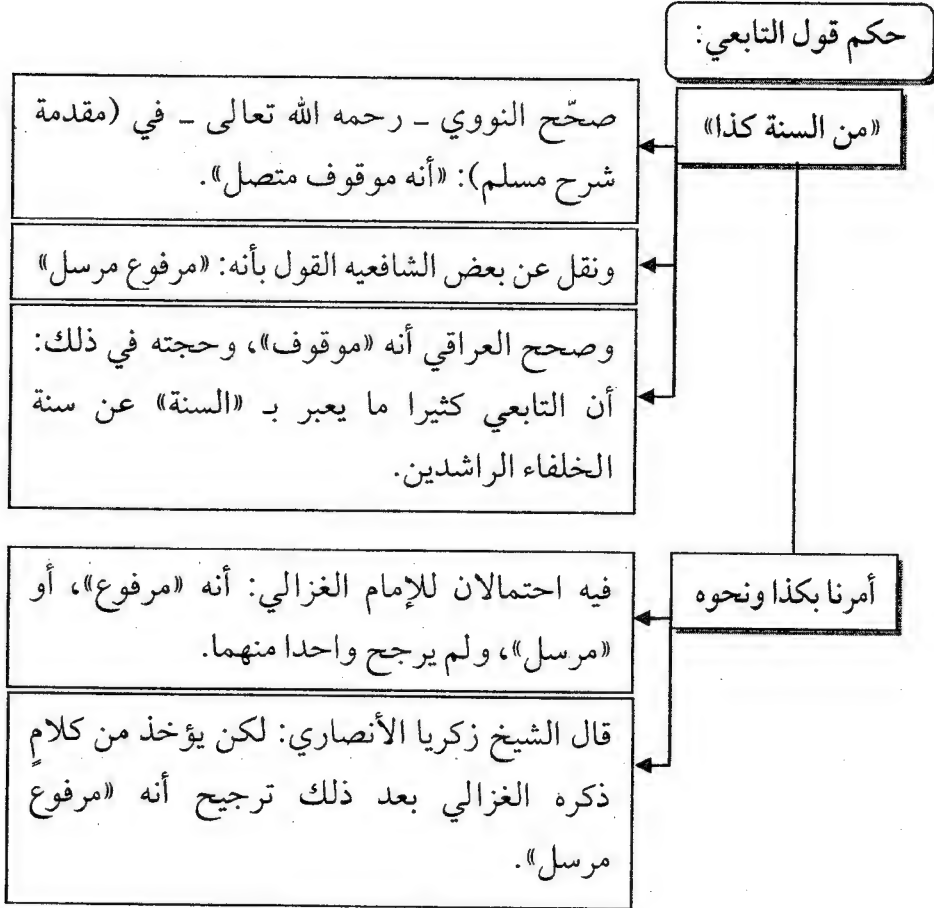 حكم قول التابعي:
«من السنة كذا»
صحّح النووي ـ رحمه الله تعالى ـ في (مقدمة
شرح مسلم): «أنه موقوف متصل».
ونقل عن بعض الشافعيه القول بأنه: «مرفوع مرسل»
وصحح العراقي أنه «موقوف»، وحجته في ذلك:
أن التابعي كثيرا ما يعبر بـ «السنة» عن سنة
الخلفاء الراشدين.
أمرنا بكذا ونحوه
فيه احتمالان للإمام الغزالي: أنه «مرفوع»، أو
«مرسل»، ولم يرجح واحدا منهما.
قال الشيخ زكريا الأنصاري: لكن يؤخذ من كلامٍ
ذكره الغزالي بعد ذلك ترجيح أنه «مرفوع
مرسل».